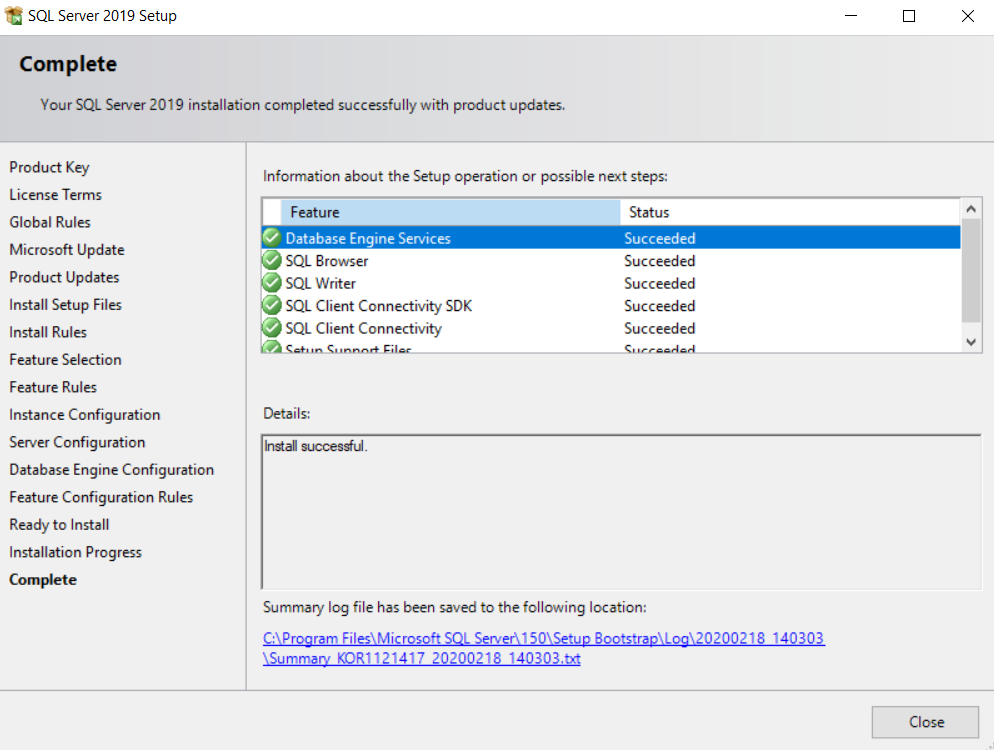 SQL Server 2019 Setup
Complete
Your SQL Server 2019 installation completed successfully with product updates.
Product Key
License Terms
Global Rules
Microsoft Update
Product Updates
Install Setup Files
Install Rules
Feature Selection
Feature Rules
Instance Configuration
Server Configuration
Database Engine Configuration
Feature Configuration Rules
Ready to Install
Installation Progress
Complete
Information about the Setup operation or possible next steps:
Feature Status
Database Engine Services Succeeded
SQL Browser Succeeded
SQL Writer Succeeded
SQL Client Connectivity SDK Succeeded
SQL Client Connectivity Succeeded
Setup Support Files Succeeded
Details:
Install successful.
Summary log file has been saved to the following location:
C:\Program Files\Microsoft SQL Server\150\Setup Bootstrap\Log\20200218_140303
\Summary_KOR1121417_20200218_140303.txt
Close